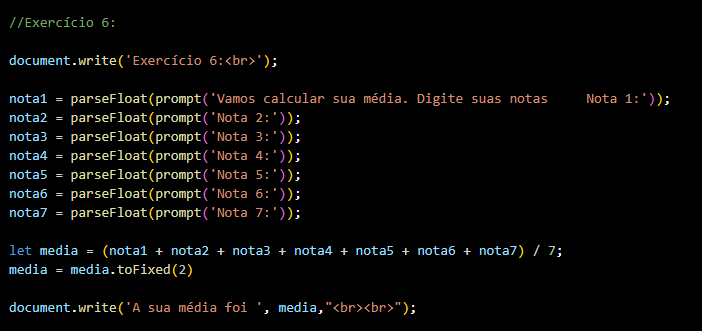 //Exercício 6:
document.write('Exercício 6:<br>');
nota1 = parseFloat(prompt('Vamos calcular sua média. Digite suas notas     Nota 1:'));
nota2 = parseFloat(prompt('Nota 2:'));
nota3 = parseFloat(prompt('Nota 3:'));
nota4 = parseFloat(prompt('Nota 4:'));
nota5 = parseFloat(prompt('Nota 5:'));
nota6 = parseFloat(prompt('Nota 6:'));
nota7 = parseFloat(prompt('Nota 7:'));
let media = (nota1 + nota2 + nota3 + nota4 + nota5 + nota6 + nota7) / 7;
media = media.toFixed(2)
document.write('A sua média foi ', media,"<br><br>");